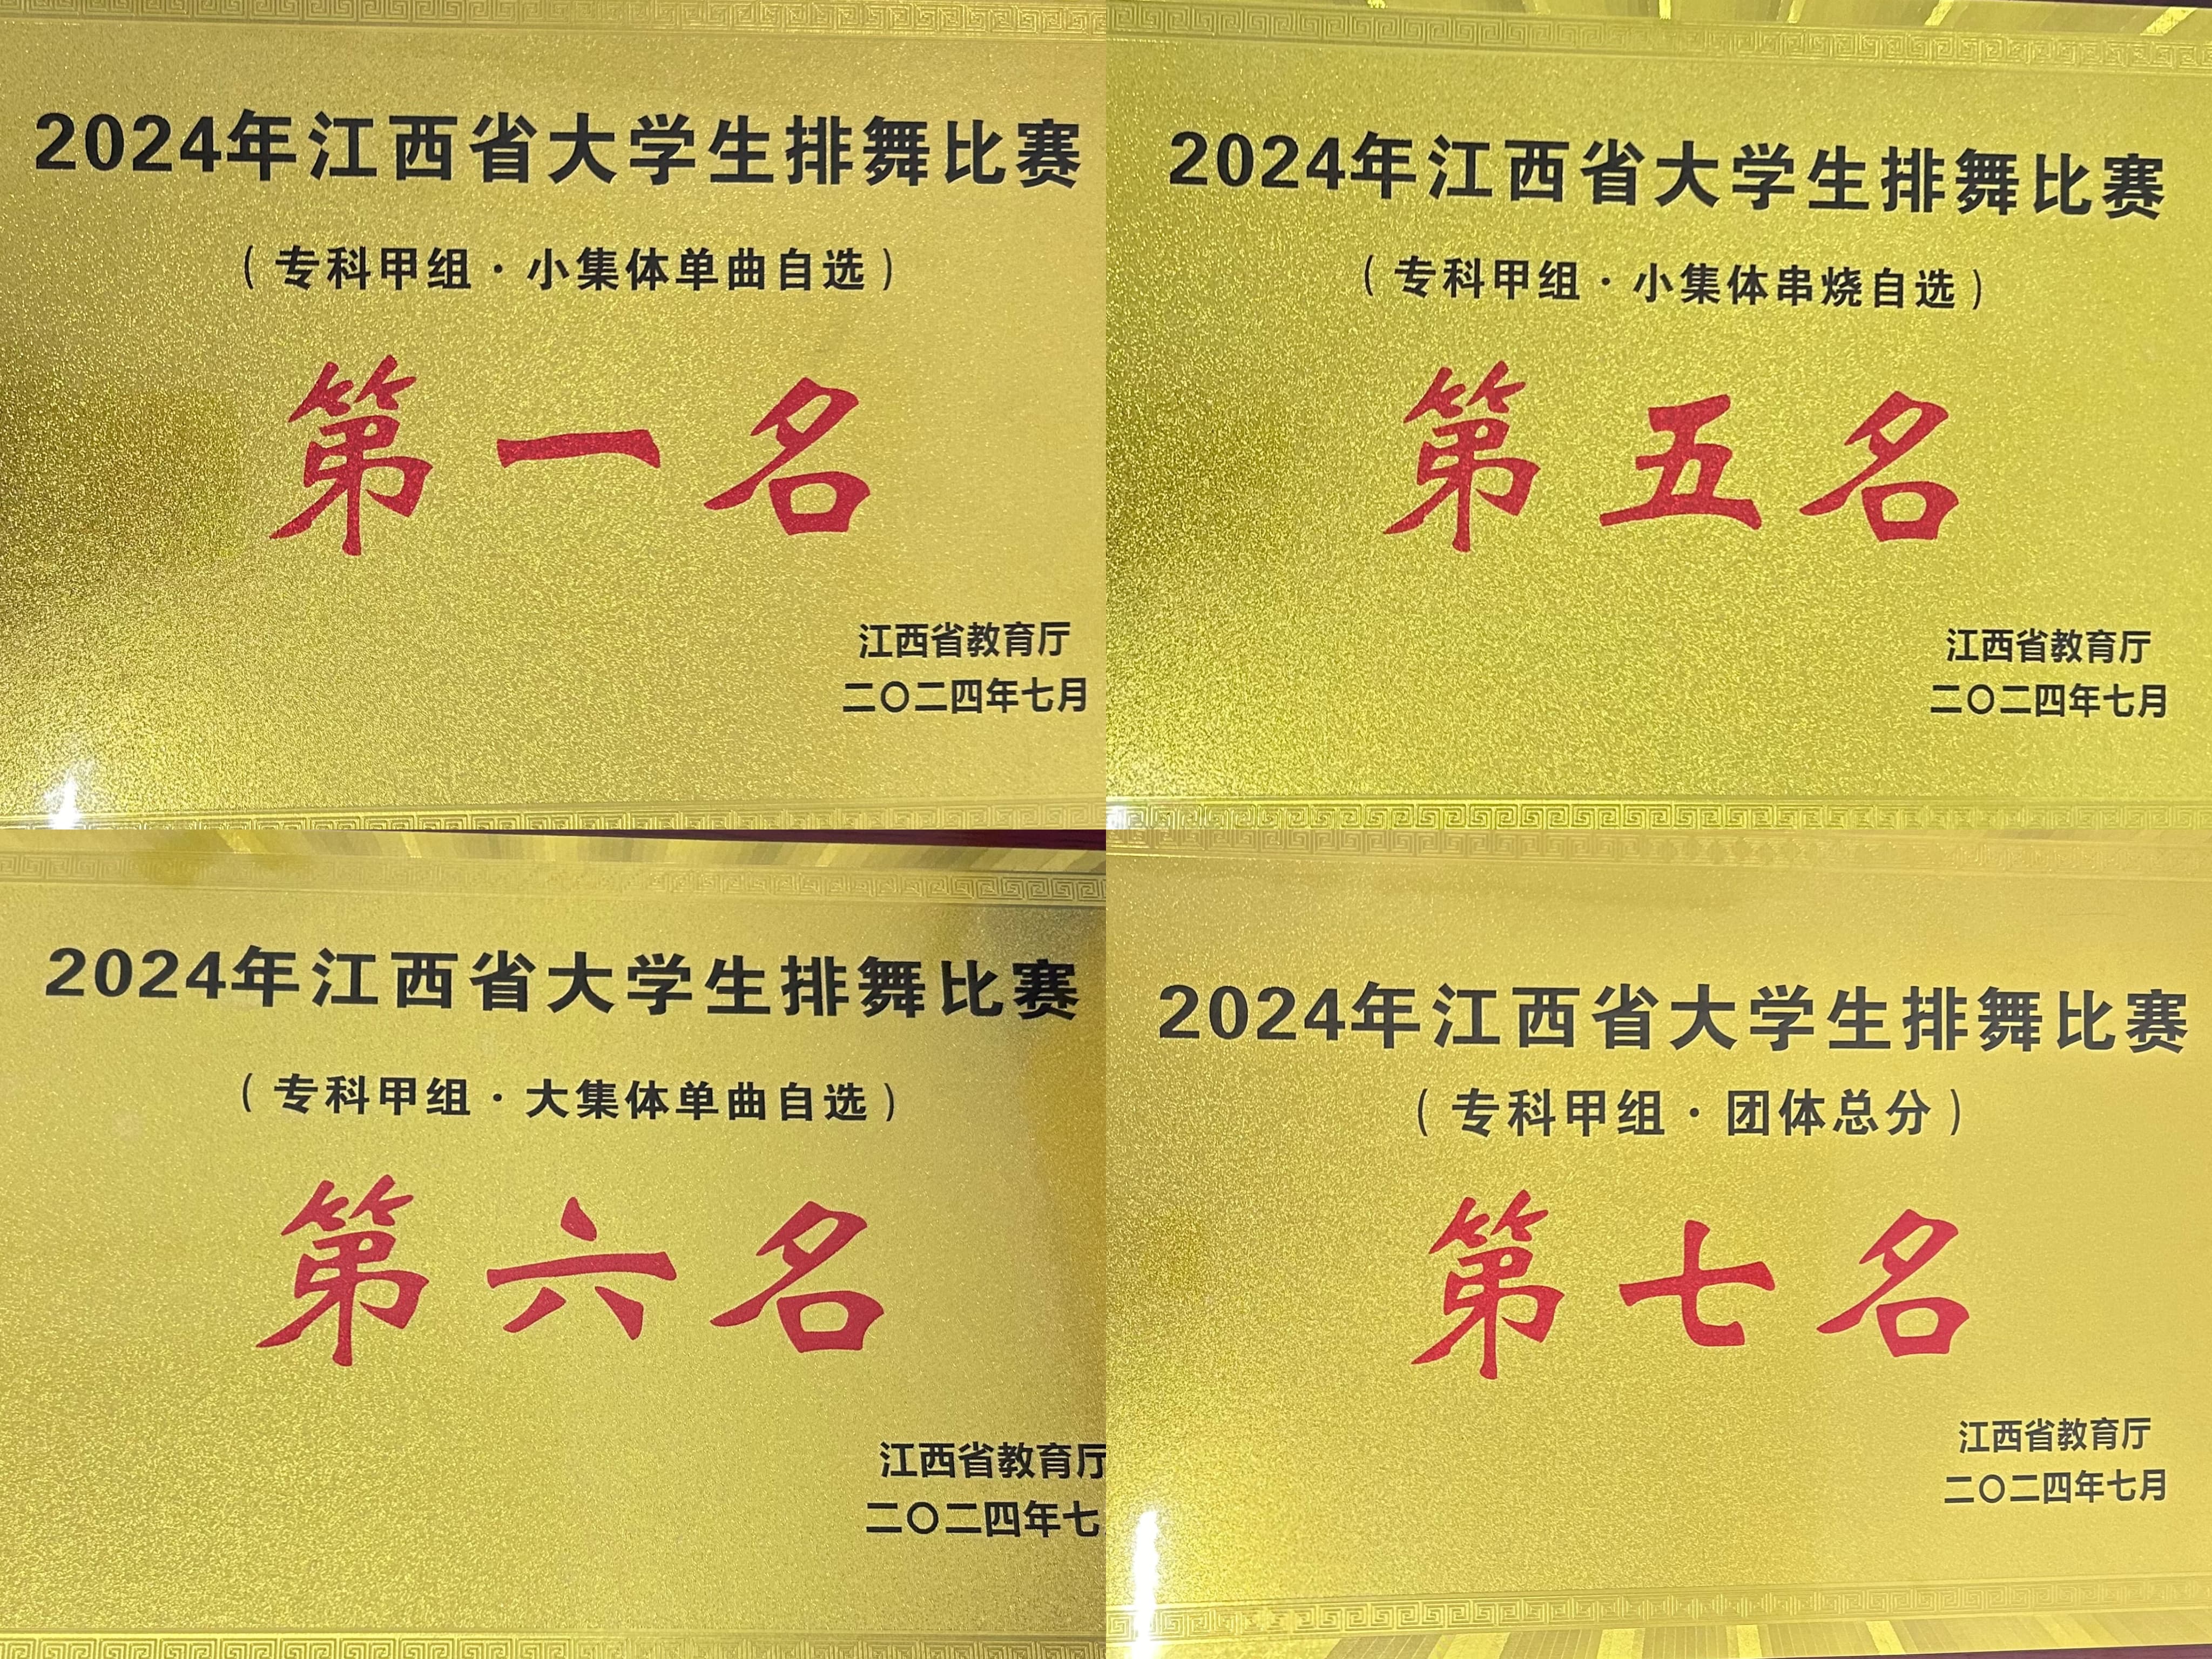 2024年江西省大学生排舞比赛
（专科甲组·小集体单曲自选）
第一名
江西省教育厅
二〇二四年七月
2024年江西省大学生排舞比赛
（专科甲组·小集体串烧自选）
第五名
江西省教育厅
二〇二四年七月
2024年江西省大学生排舞比赛
（专科甲组·大集体单曲自选）
第六名
江西省教育厅
二〇二四年七
2024年江西省大学生排舞比赛
（专科甲组·团体总分）
第七名
江西省教育厅
二〇二四年七月